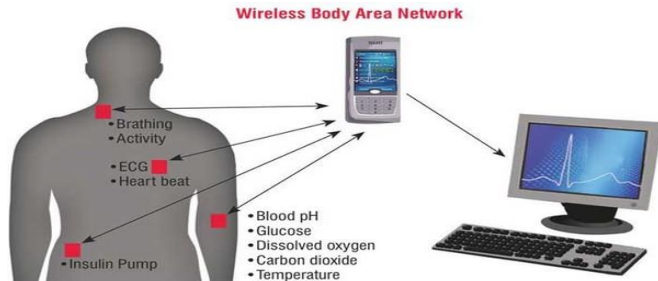 Wireless Body Area Network
• Brathing
• Activity
• ECG
• Heart beat
• Insulin Pump
• Blood pH
• Glucose
• Dissolved oxygen
• Carbon dioxide
• Temperature